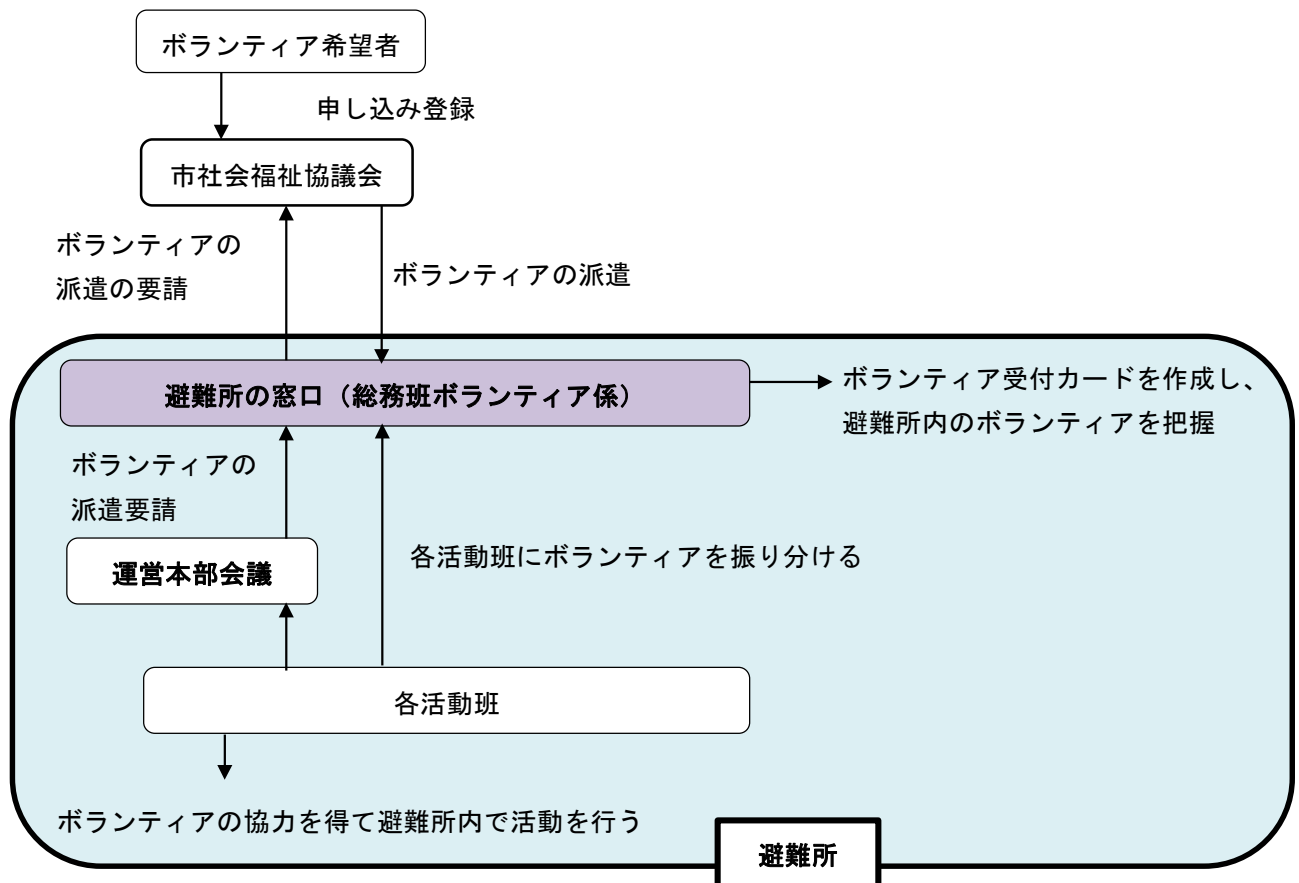 ボランティア希望者
申し込み登録
市社会福祉協議会
ボランティアの
派遣の要請
ボランティアの派遣
避難所の窓口（総務班ボランティア係）
ボランティア受付カードを作成し、
避難所内のボランティアを把握
ボランティアの
派遣要請
各活動班にボランティアを振り分ける
運営本部会議
各活動班
ボランティアの協力を得て避難所内で活動を行う
避難所